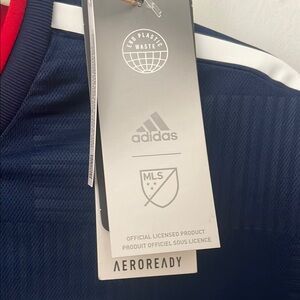 END PLASTIC
WASTE
adidas
MLS
OFFICIAL LICENSED PRODUCT
PRODUIT OFFICIEL SOUS LICENCE
AEROREADY